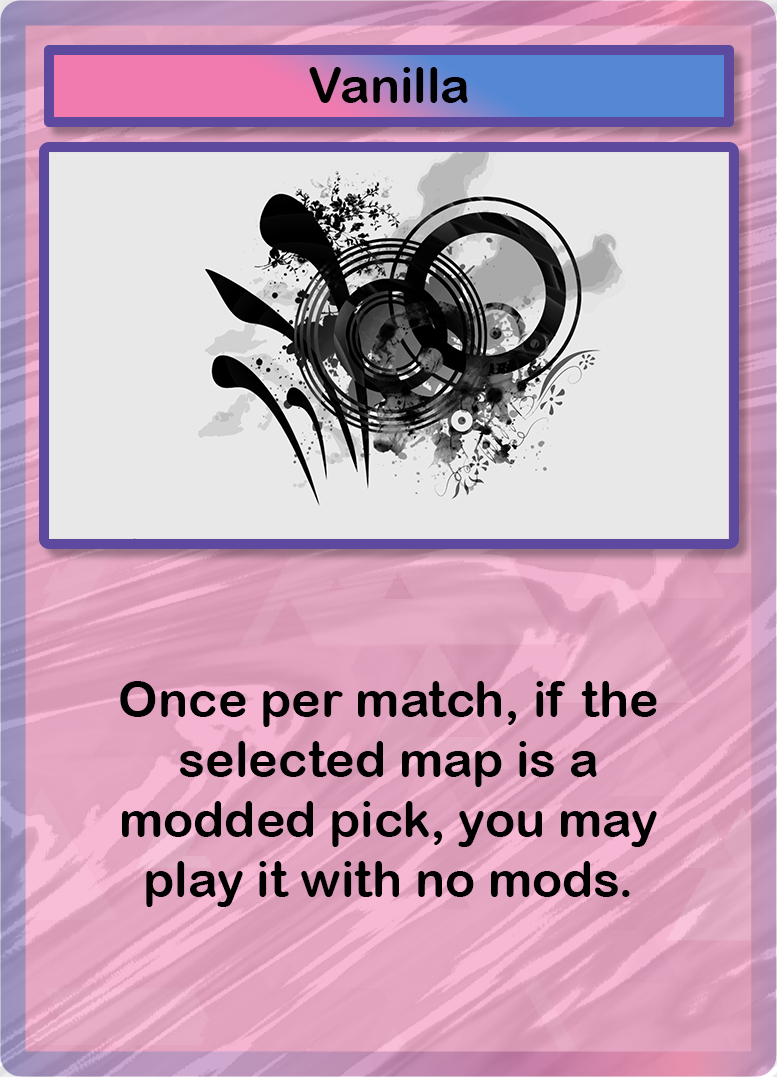 Vanilla
Once per match, if the
selected map is a
modded pick, you may
play it with no mods.